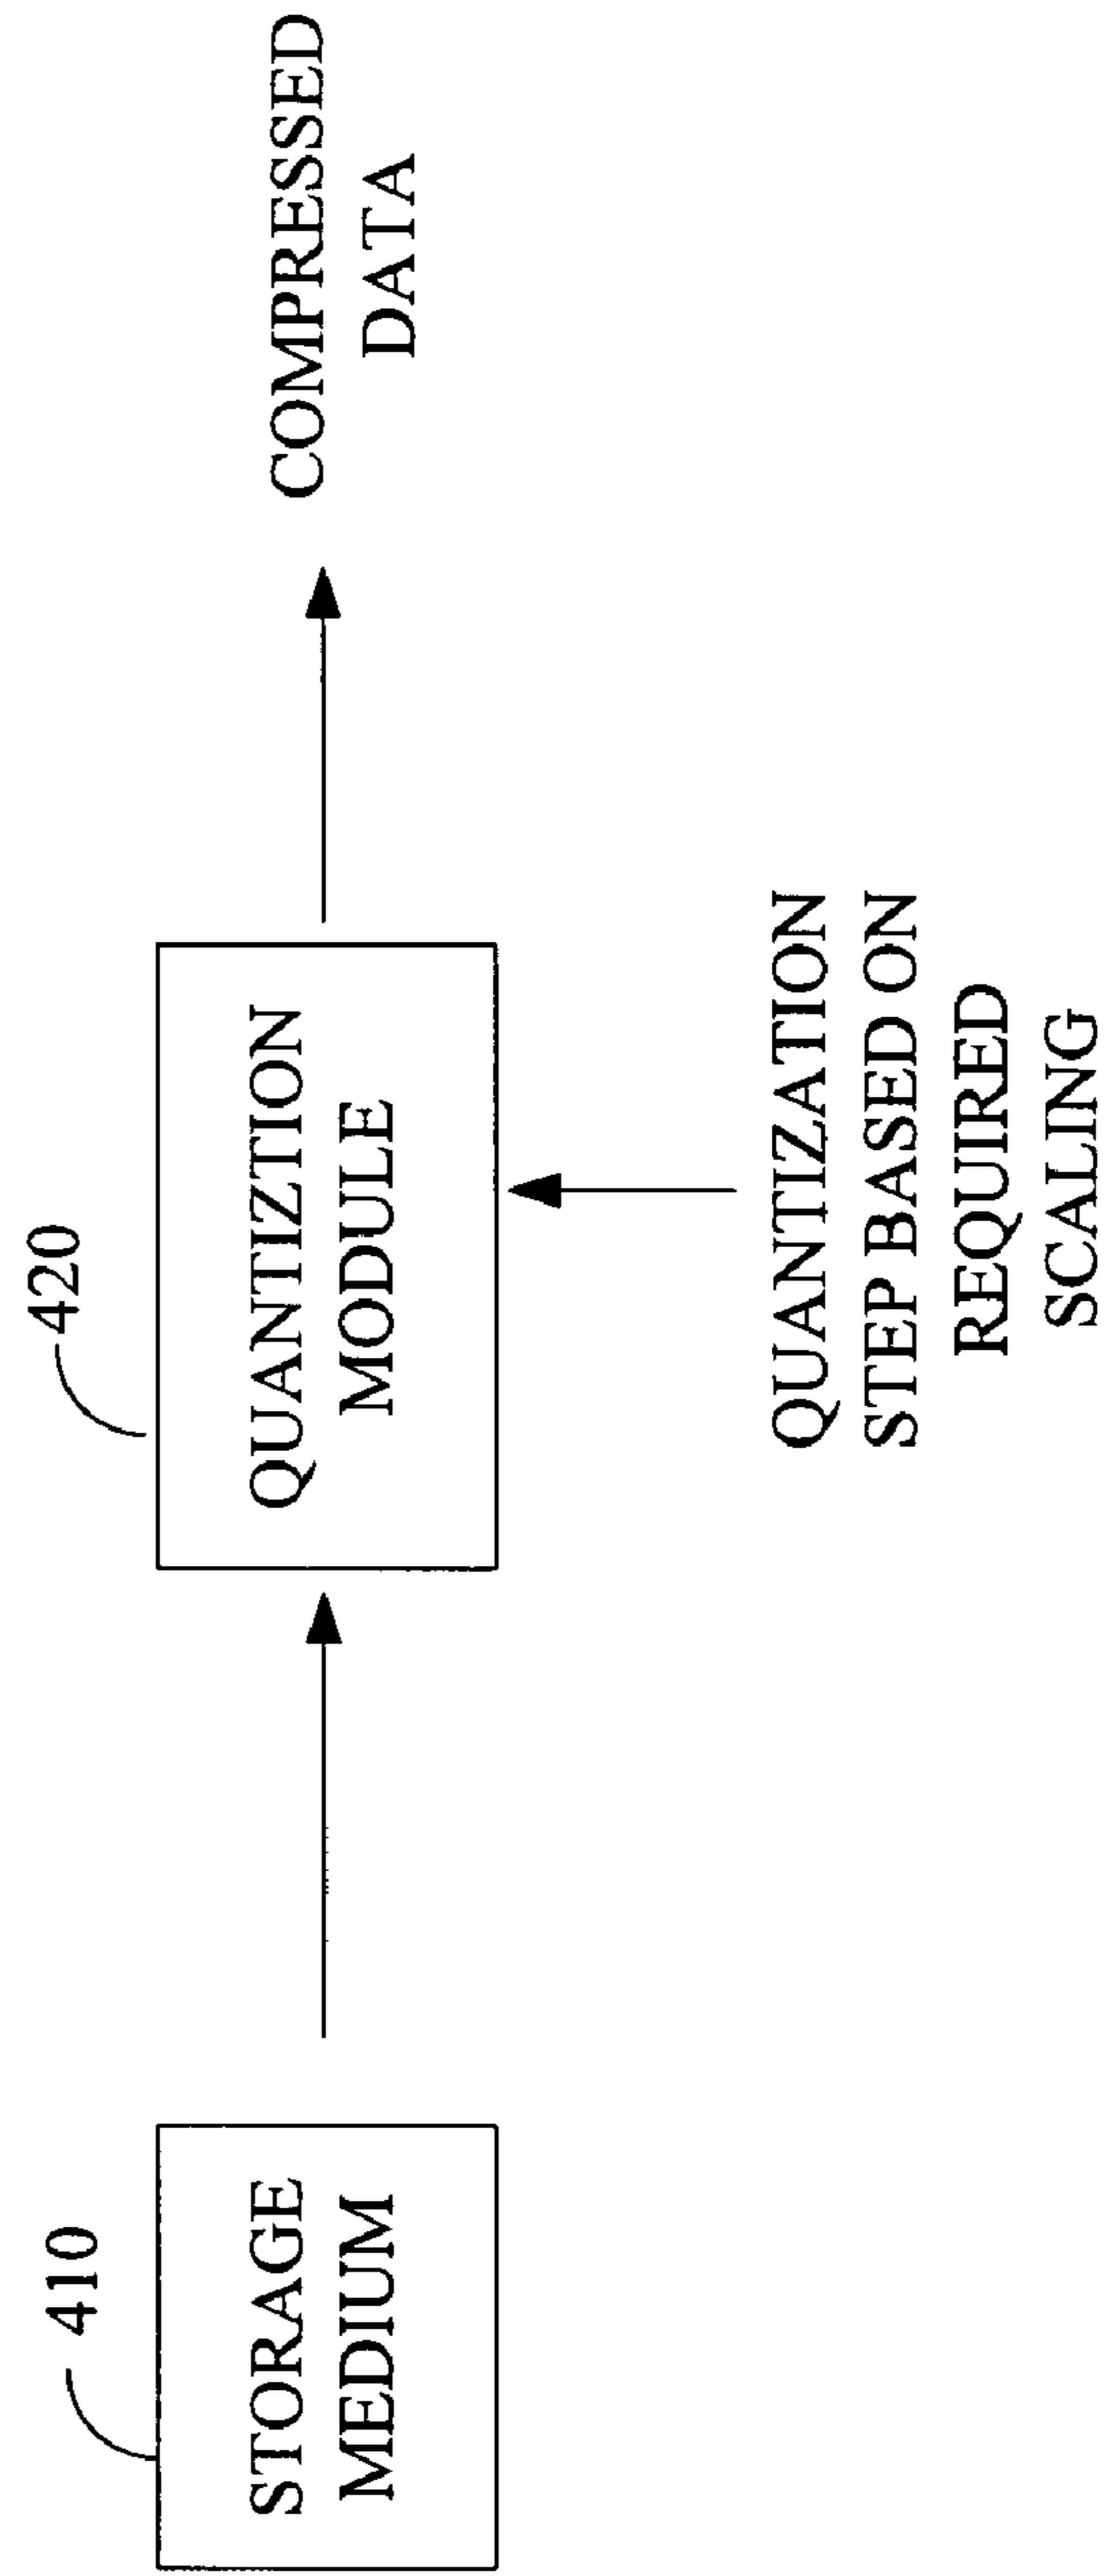 410
STORAGE
MEDIUM
420
QUANTIZTION
MODULE
QUANTIZATION
STEP BASED ON
REQUIRED
SCALING
COMPRESSED
DATA